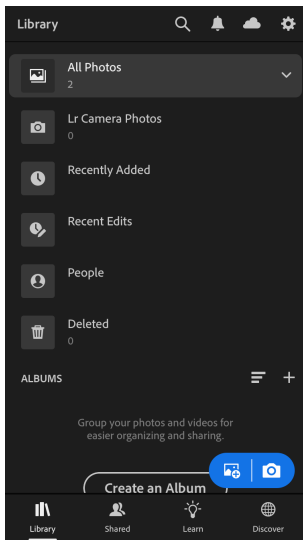 Library
All Photos
2
Lr Camera Photos
0
Recently Added
Recent Edits
People
Deleted
0
ALBUMS
Group your photos and videos for
easier organizing and sharing.
Create an Album
Library
Shared
Learn
Discover